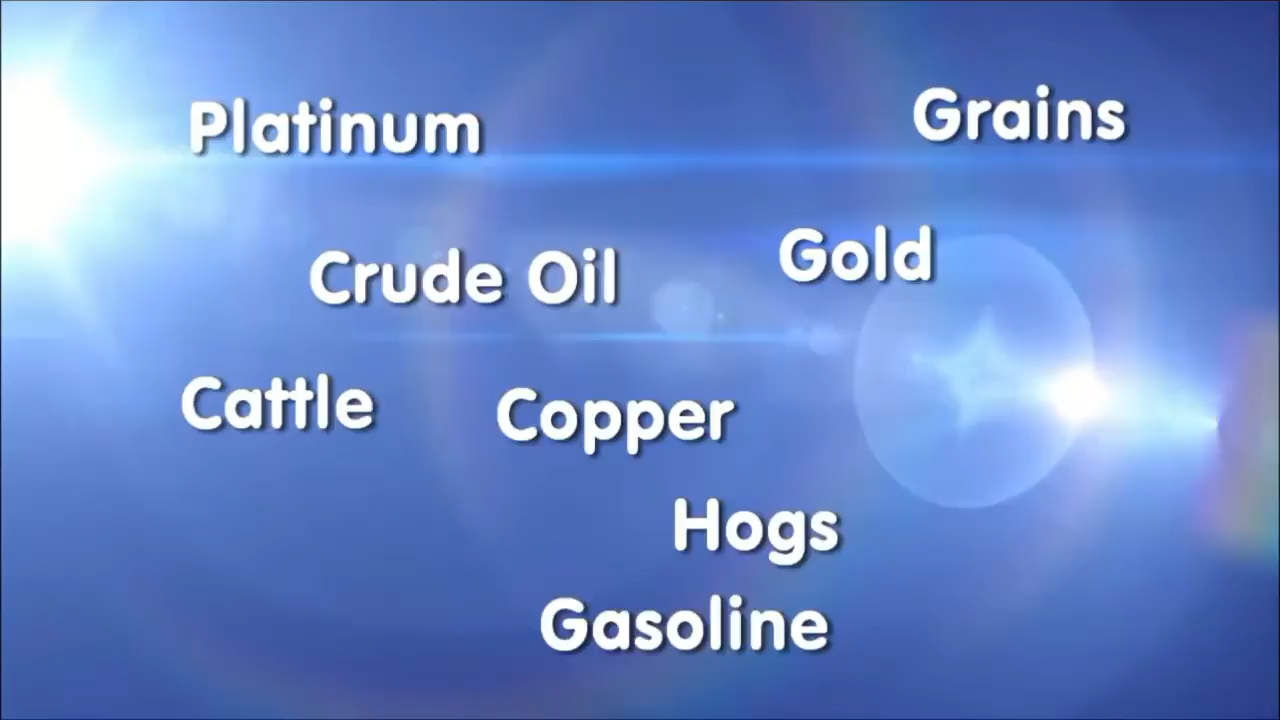 Platinum
Grains
Crude Oil
Gold
Cattle
Copper
Hogs
Gasoline